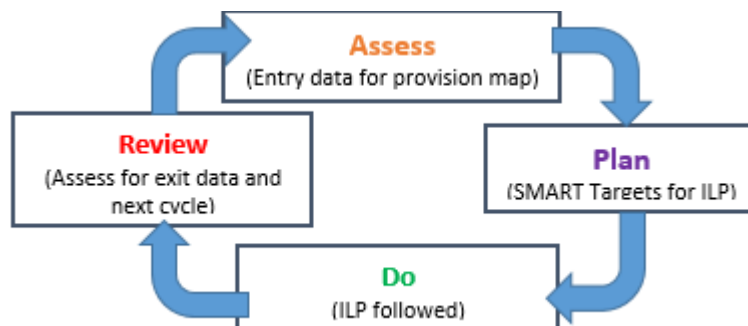 Assess
(Entry data for provision map)
Plan
(SMART Targets for ILP)
Do
(ILP followed)
Review
(Assess for exit data and
next cycle)